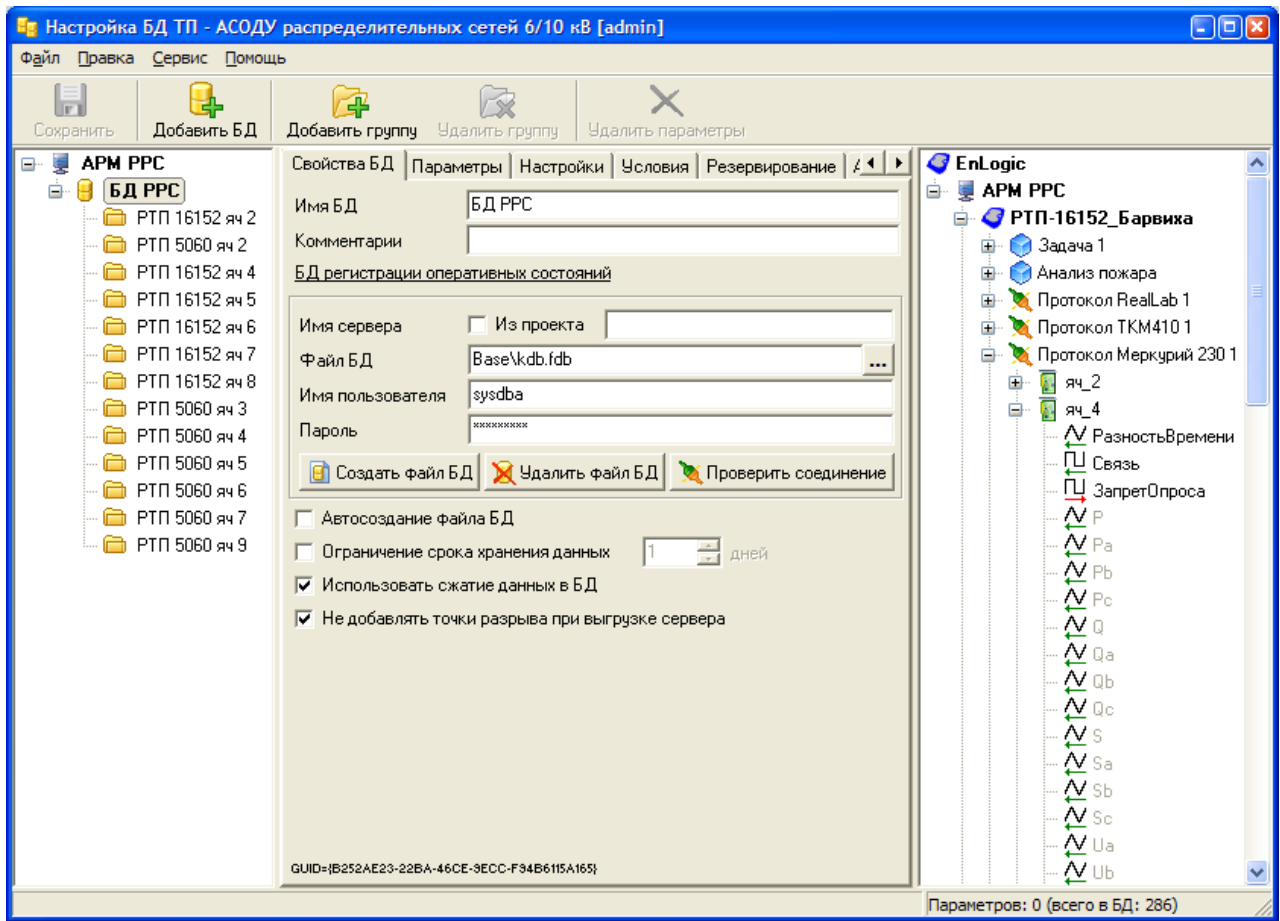 Настройка БД ТП - АСОДУ распределительных сетей 6/10 кВ [admin]
Файл Правка Сервис Помощь
Сохранить Добавить БД Добавить группу Удалить группу Удалить параметры
АРМ РРС
БД РРС
РТП 16152 яч 2
РТП 5060 яч 2
РТП 16152 яч 4
РТП 16152 яч 5
РТП 16152 яч 6
РТП 16152 яч 7
РТП 16152 яч 8
РТП 5060 яч 3
РТП 5060 яч 4
РТП 5060 яч 5
РТП 5060 яч 6
РТП 5060 яч 7
РТП 5060 яч 9
Свойства БД Параметры Настройки Условия Резервирование
Имя БД БД РРС
Комментарии
БД регистрации оперативных состояний
Имя сервера Из проекта
Файл БД Base\kdb.fdb ...
Имя пользователя sysdba
Пароль ×××××××××
Создать файл БД Удалить файл БД Проверить соединение
Автосоздание файла БД
Ограничение срока хранения данных 1 дней
Использовать сжатие данных в БД
Не добавлять точки разрыва при выгрузке сервера
GUID={B252AE23-22BA-46CE-9ECC-F94B6115A165}
EnLogic
АРМ РРС
РТП-16152_Барвиха
Задача 1
Анализ пожара
Протокол RealLab 1
Протокол ТКМ410 1
Протокол Меркурий 230 1
яч_2
яч_4
РазностьВремени
Связь
ЗапретОпроса
P
Pa
Pb
Pc
Q
Qa
Qb
Qc
S
Sa
Sb
Sc
Ua
Ub
Параметров: 0 (всего в БД: 286)